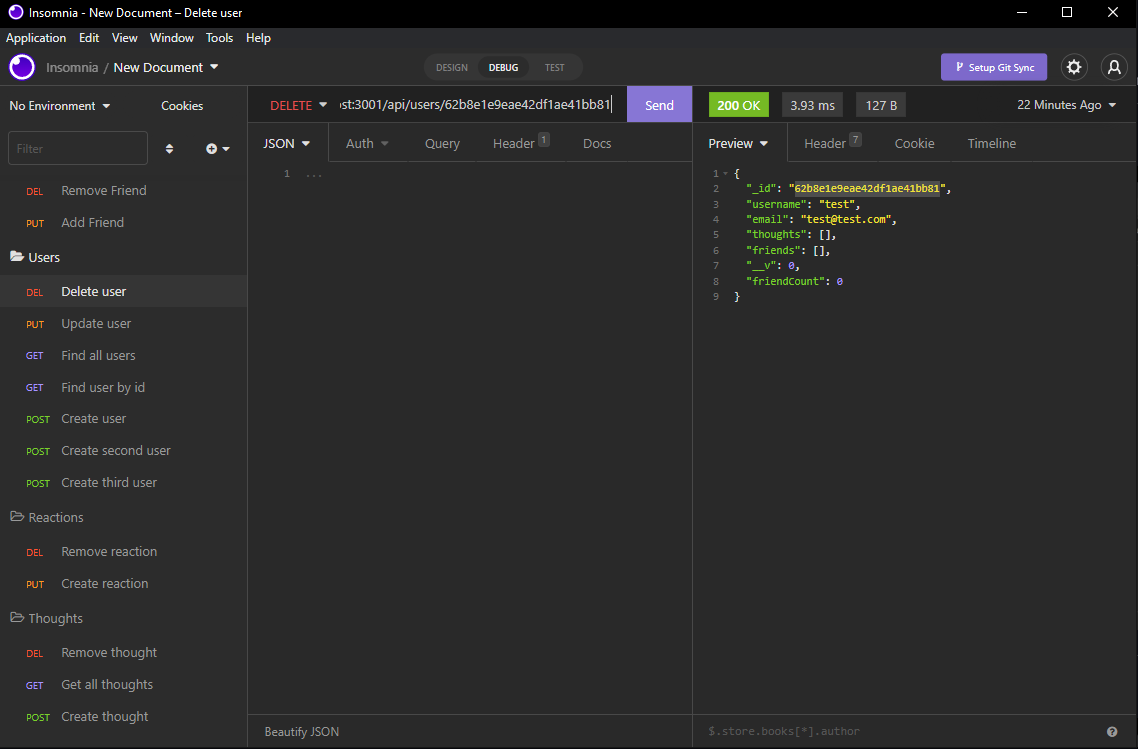 Insomnia - New Document – Delete user
Application Edit View Window Tools Help
Insomnia / New Document
DESIGN DEBUG TEST
Setup Git Sync
No Environment
Cookies
Filter
DEL Remove Friend
PUT Add Friend
Users
DEL Delete user
PUT Update user
GET Find all users
GET Find user by id
POST Create user
POST Create second user
POST Create third user
Reactions
DEL Remove reaction
PUT Create reaction
Thoughts
DEL Remove thought
GET Get all thoughts
POST Create thought
DELETE ost:3001/api/users/62b8e1e9eae42df1ae41bb81 Send
JSON Auth Query Header 1 Docs
1 ...
Beautify JSON
200 OK 3.93 ms 127 B 22 Minutes Ago
Preview Header 7 Cookie Timeline
1 {
2 "_id": "62b8e1e9eae42df1ae41bb81",
3 "username": "test",
4 "email": "test@test.com",
5 "thoughts": [],
6 "friends": [],
7 "__v": 0,
8 "friendCount": 0
9 }
$.store.books[*].author